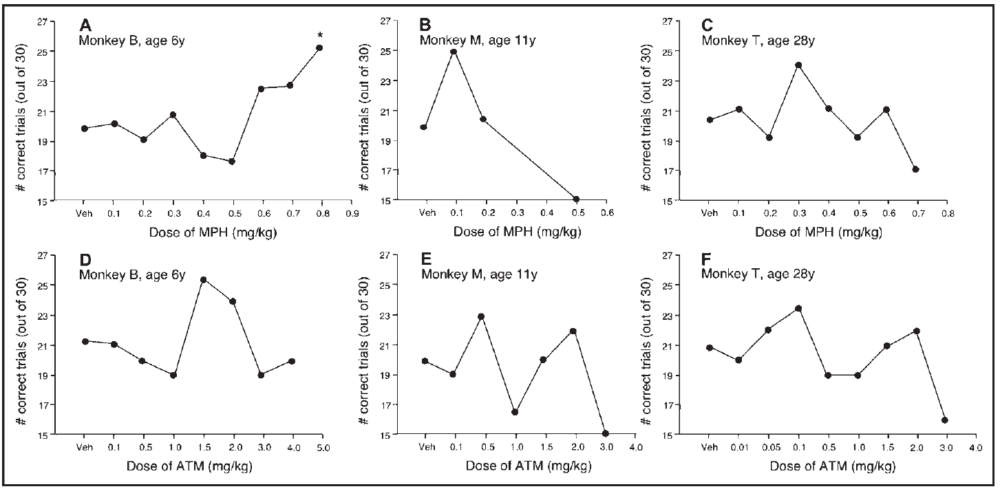 A
Monkey B, age 6y
*
# correct trials (out of 30)
27
25
23
21
19
17
15
Veh 0.1 0.2 0.3 0.4 0.5 0.6 0.7 0.8 0.9
Dose of MPH (mg/kg)
B
Monkey M, age 11y
# correct trials (out of 30)
27
25
23
21
19
17
15
Veh 0.1 0.2 0.3 0.4 0.5 0.6
Dose of MPH (mg/kg)
C
Monkey T, age 28y
# correct trials (out of 30)
27
25
23
21
19
17
15
Veh 0.1 0.2 0.3 0.4 0.5 0.6 0.7 0.8
Dose of MPH (mg/kg)
D
Monkey B, age 6y
# correct trials (out of 30)
27
25
23
21
19
17
15
Veh 0.1 0.5 1.0 1.5 2.0 3.0 4.0 5.0
Dose of ATM (mg/kg)
E
Monkey M, age 11y
# correct trials (out of 30)
27
25
23
21
19
17
15
Veh 0.1 0.5 1.0 1.5 2.0 3.0 4.0
Dose of ATM (mg/kg)
F
Monkey T, age 28y
# correct trials (out of 30)
27
25
23
21
19
17
15
Veh 0.01 0.05 0.1 0.5 1.0 1.5 2.0 3.0 4.0
Dose of ATM (mg/kg)